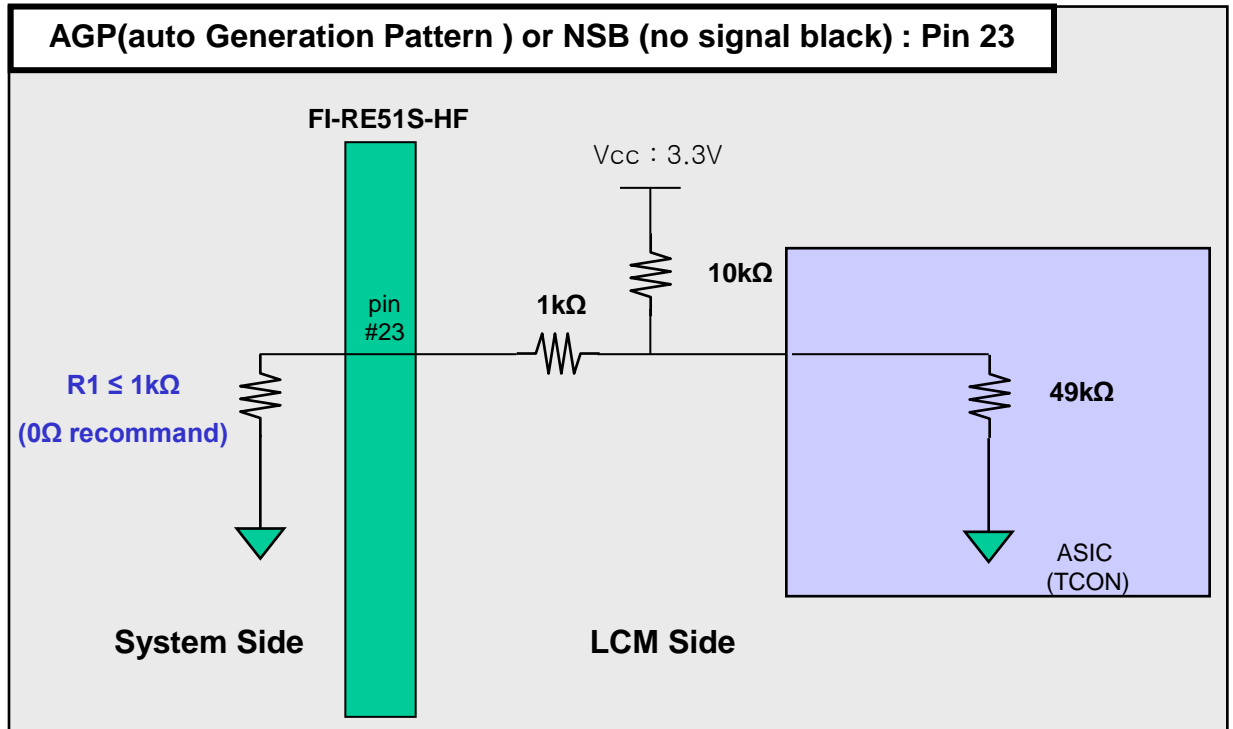 AGP(auto Generation Pattern ) or NSB (no signal black) : Pin 23
FI-RE51S-HF
Vcc : 3.3V
10kΩ
1kΩ
pin
#23
R1 ≤ 1kΩ
(0Ω recommand)
49kΩ
ASIC
(TCON)
System Side
LCM Side